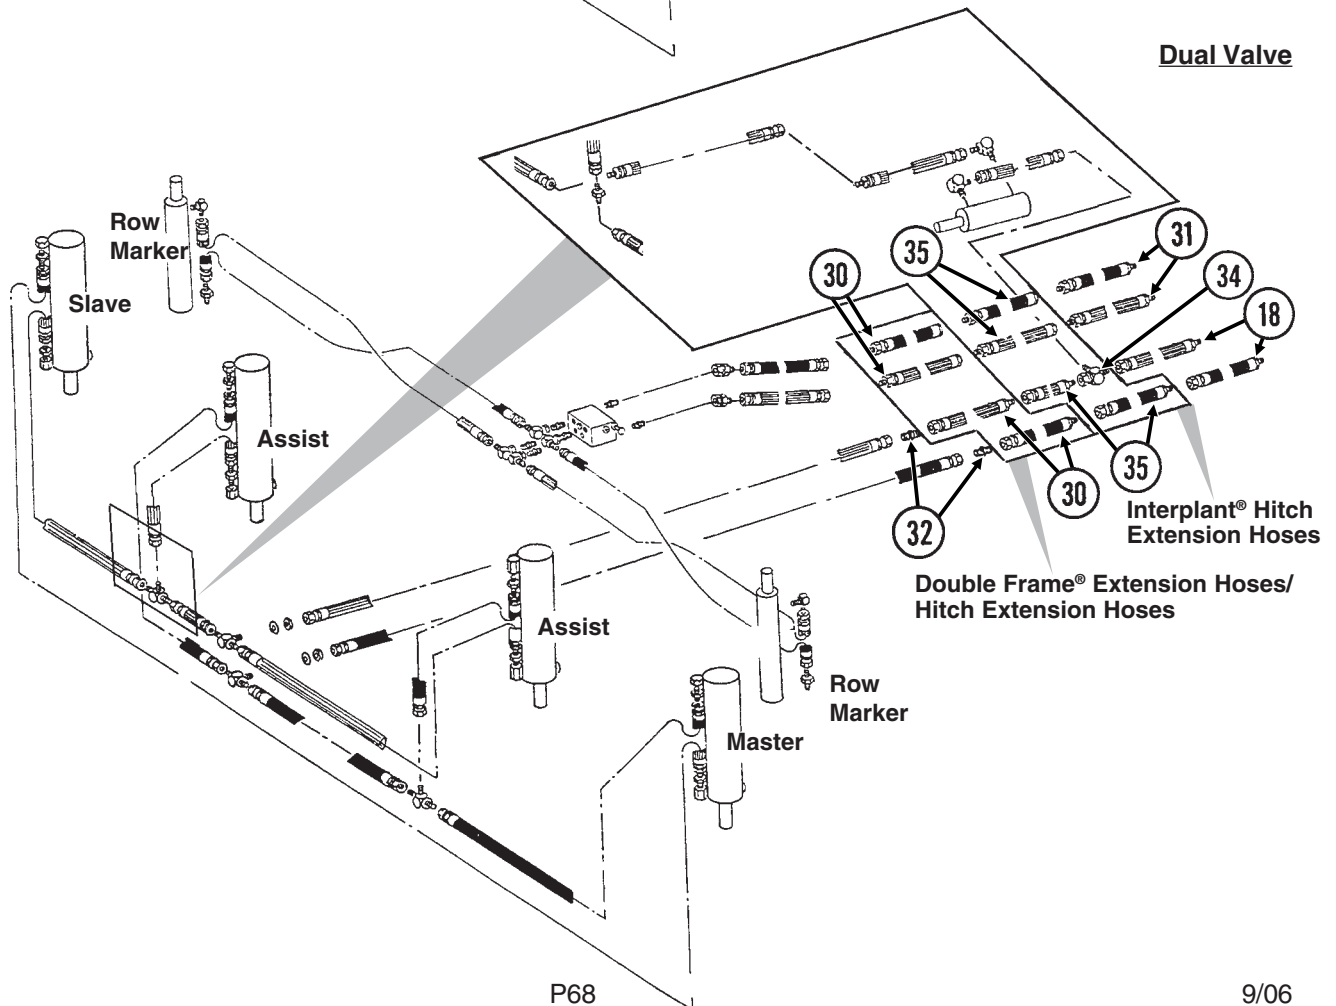 Dual Valve
Row
Marker
Slave
31
35
30
34
18
Assist
35
30
32
Interplant® Hitch
Extension Hoses
Double Frame® Extension Hoses/
Hitch Extension Hoses
Assist
Row
Marker
Master
P68
9/06